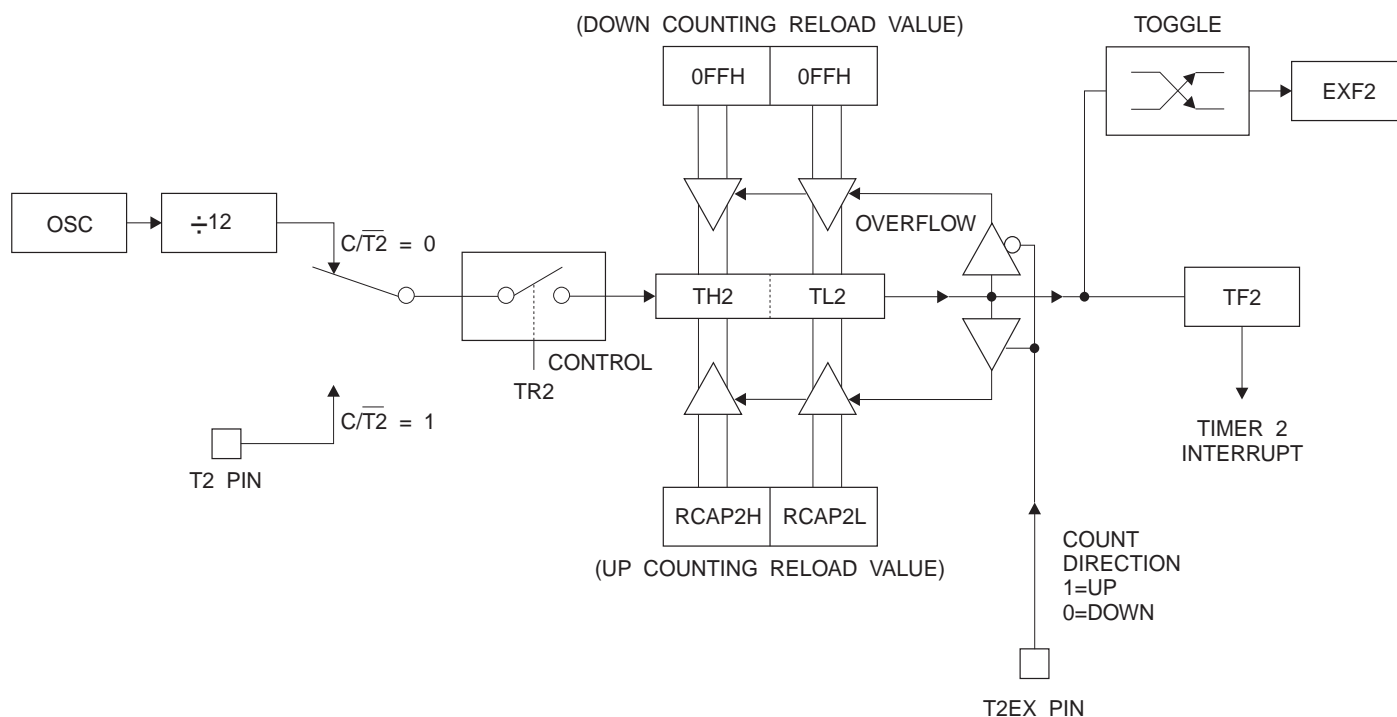 (DOWN COUNTING RELOAD VALUE)
TOGGLE
0FFH
0FFH
EXF2
OSC
÷12
C/T2̅ = 0
OVERFLOW
TH2
TL2
TF2
CONTROL
TR2
C/T2̅ = 1
T2 PIN
TIMER 2
INTERRUPT
RCAP2H
RCAP2L
(UP COUNTING RELOAD VALUE)
COUNT
DIRECTION
1=UP
0=DOWN
T2EX PIN